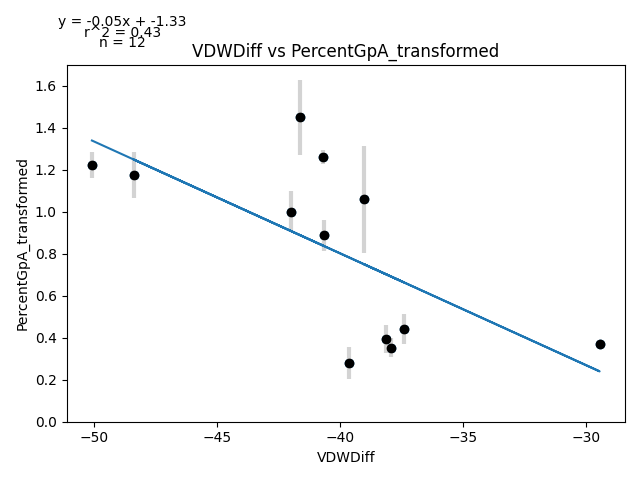 y = -0.05x + -1.33
r^2 = 0.43
n = 12
VDWDiff vs PercentGpA_transformed
1.6
1.4
1.2
1.0
0.8
0.6
0.4
0.2
0.0
PercentGpA_transformed
−50
−45
−40
−35
−30
VDWDiff